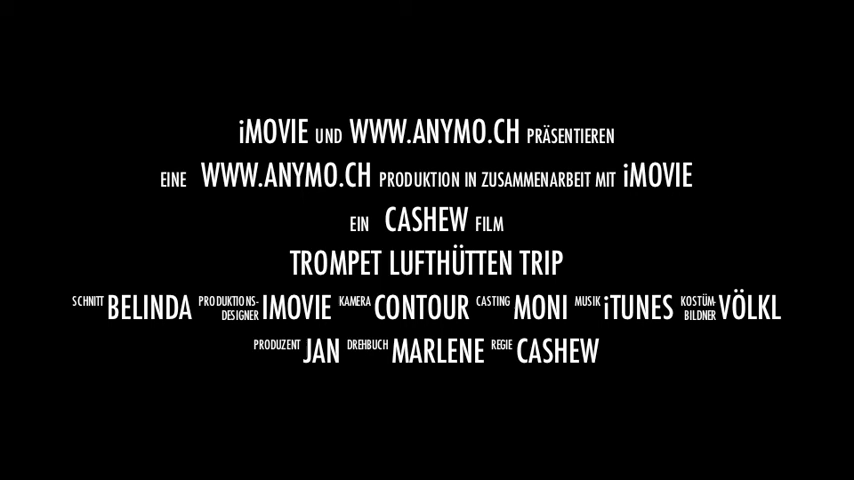 iMOVIE UND WWW.ANYMO.CH PRÄSENTIEREN
EINE WWW.ANYMO.CH PRODUKTION IN ZUSAMMENARBEIT MIT iMOVIE
EIN CASHEW FILM
TROMPET LUFTHÜTTEN TRIP
SCHNITT BELINDA PRODUKTIONS-DESIGNER IMOVIE KAMERA CONTOUR CASTING MONI MUSIK iTUNES KOSTÜM-BILDNER VÖLKL
PRODUZENT JAN DREHBUCH MARLENE REGIE CASHEW